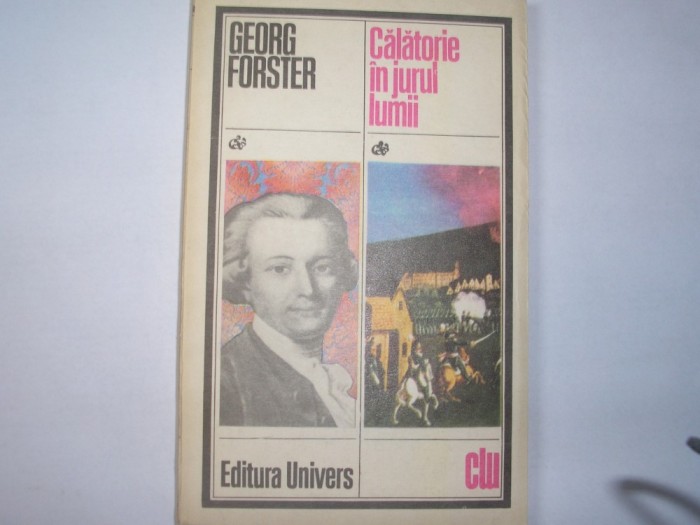 GEORG
FORSTER
Călătorie
în jurul
lumii
Editura Univers
clu